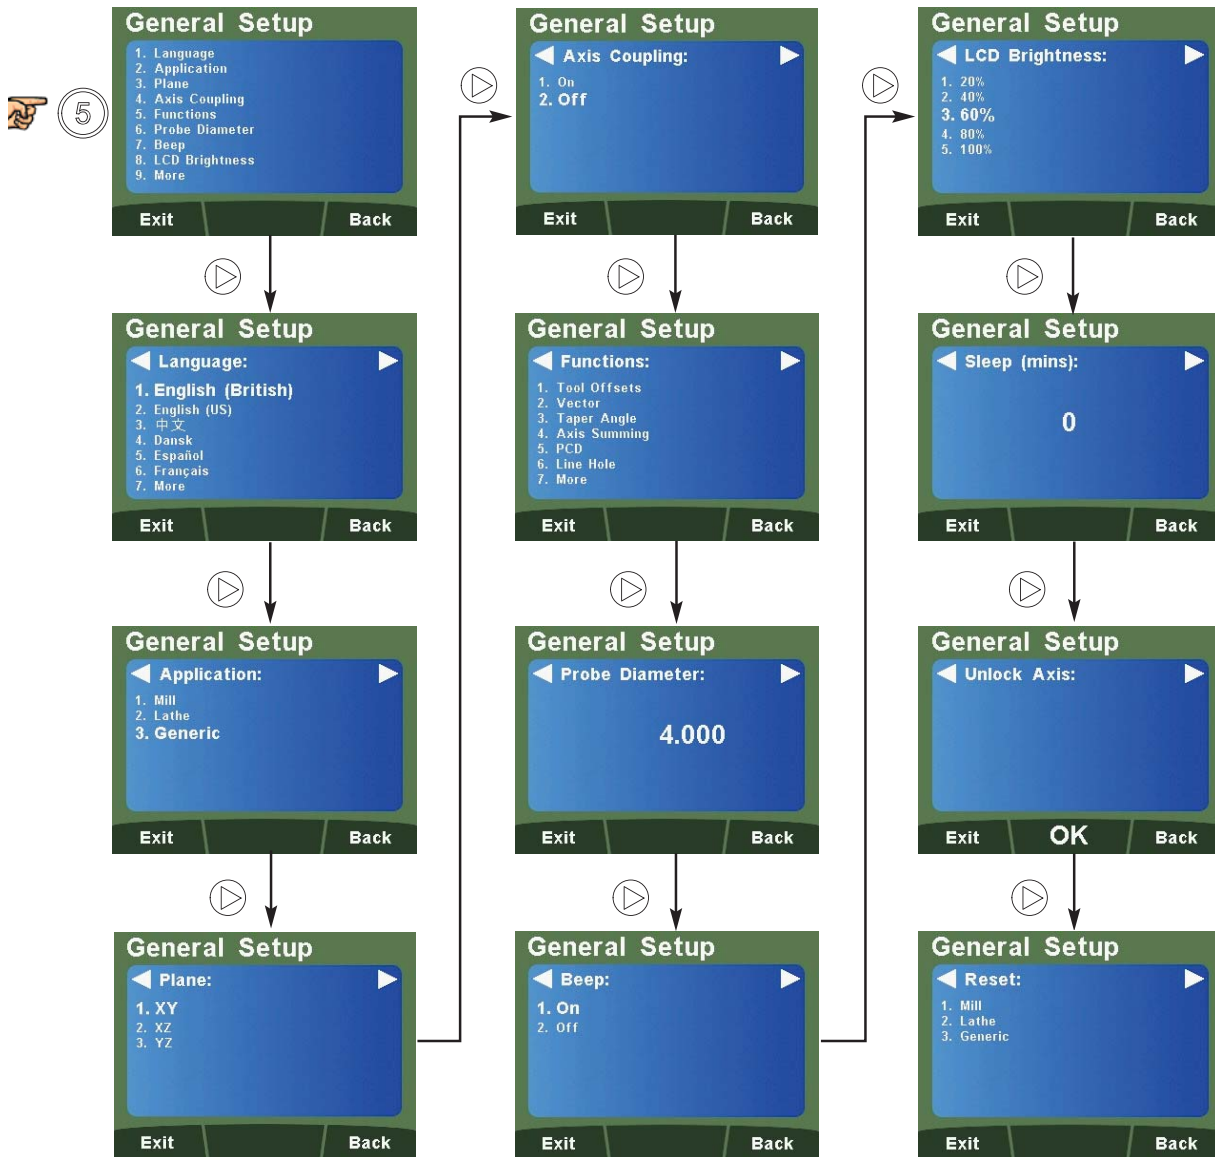 5
General Setup
1. Language
2. Application
3. Plane
4. Axis Coupling
5. Functions
6. Probe Diameter
7. Beep
8. LCD Brightness
9. More
Exit Back
General Setup
Language:
1. English (British)
2. English (US)
3. 中文
4. Dansk
5. Español
6. Français
7. More
Exit Back
General Setup
Application:
1. Mill
2. Lathe
3. Generic
Exit Back
General Setup
Plane:
1. XY
2. XZ
3. YZ
Exit Back
General Setup
Axis Coupling:
1. On
2. Off
Exit Back
General Setup
Functions:
1. Tool Offsets
2. Vector
3. Taper Angle
4. Axis Summing
5. PCD
6. Line Hole
7. More
Exit Back
General Setup
Probe Diameter:
4.000
Exit Back
General Setup
Beep:
1. On
2. Off
Exit Back
General Setup
LCD Brightness:
1. 20%
2. 40%
3. 60%
4. 80%
5. 100%
Exit Back
General Setup
Sleep (mins):
0
Exit Back
General Setup
Unlock Axis:
Exit OK Back
General Setup
Reset:
1. Mill
2. Lathe
3. Generic
Exit Back